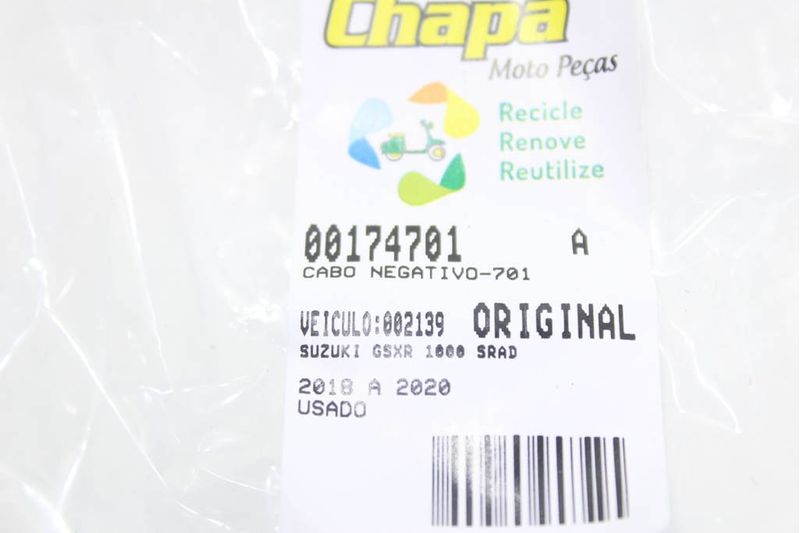 Chapa
Moto Peças
Recicle
Renove
Reutilize
00174701 A
CABO NEGATIVO-701
VEICULO:002139 ORIGINAL
SUZUKI GSXR 1000 SRAD
2018 A 2020
USADO